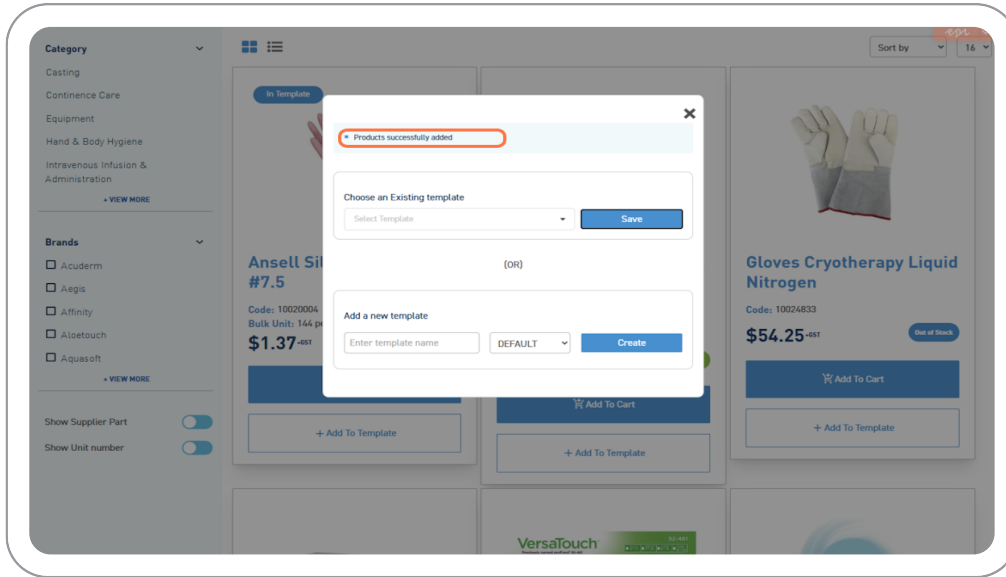 Category
Casting
Continence Care
Equipment
Hand & Body Hygiene
Intravenous Infusion &
Administration
+ VIEW MORE
Brands
Acuderm
Aegis
Affinity
Aloetouch
Aquasoft
+ VIEW MORE
Show Supplier Part
Show Unit number
Sort by
16
In Template
Ansell Sil
#7.5
Code: 10020004
Bulk Unit: 144 p
$1.37-GST
+ Add To Template
* Products successfully added
Choose an Existing template
Select Template
Save
(OR)
Add a new template
Enter template name
DEFAULT
Create
Add To Cart
+ Add To Template
Gloves Cryotherapy Liquid
Nitrogen
Code: 10024833
$54.25-GST
Out of Stock
Add To Cart
+ Add To Template
VersaTouch
92-481